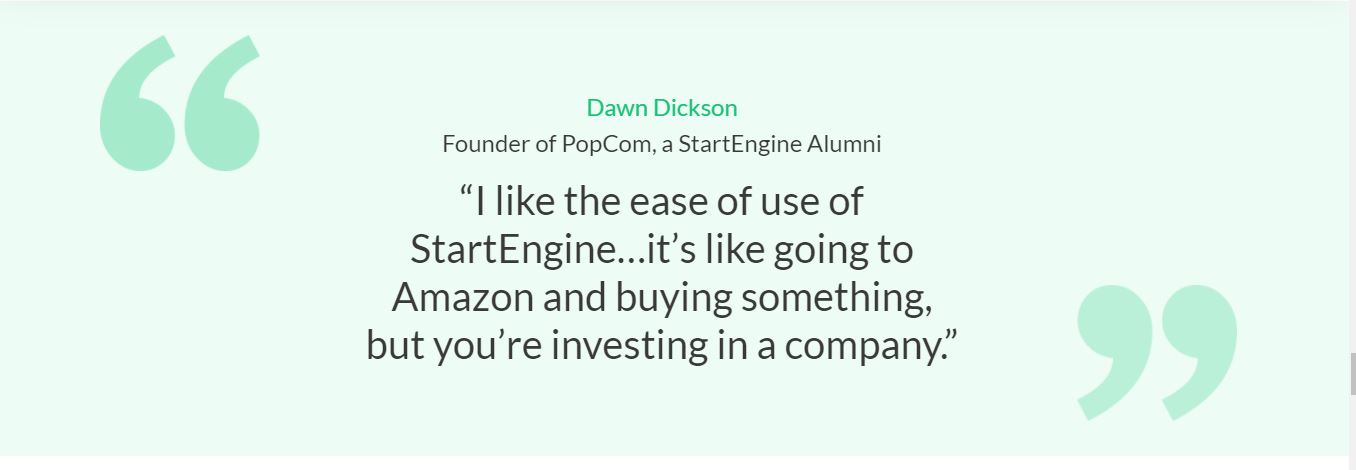 Dawn Dickson
Founder of PopCom, a StartEngine Alumni
“I like the ease of use of
StartEngine...it’s like going to
Amazon and buying something,
but you’re investing in a company.”